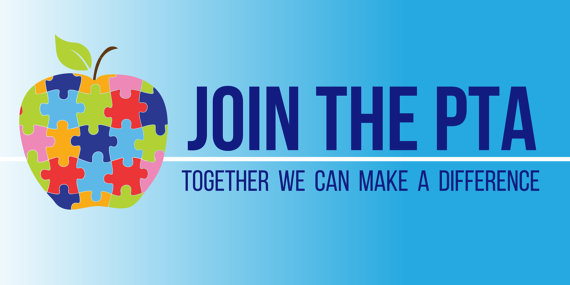 JOIN THE PTA
TOGETHER WE CAN MAKE A DIFFERENCE